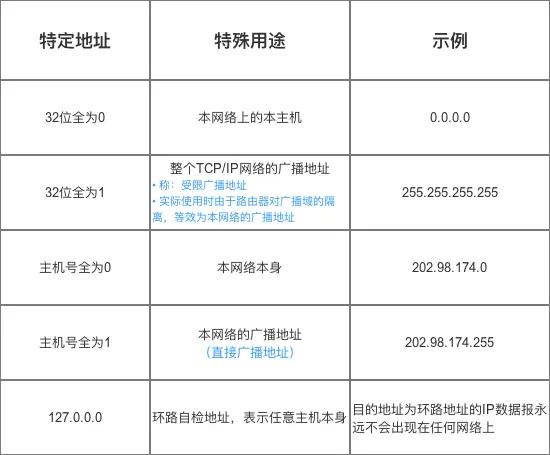 特定地址
特殊用途
示例
32位全为0
本网络上的本主机
0.0.0.0
32位全为1
整个TCP/IP网络的广播地址
• 称：受限广播地址
• 实际使用时由于路由器对广播域的隔
离，等效为本网络的广播地址
255.255.255.255
主机号全为0
本网络本身
202.98.174.0
主机号全为1
本网络的广播地址
（直接广播地址）
202.98.174.255
127.0.0.0
环路自检地址，表示任意主机本身
目的地址为环路地址的IP数据报永
远不会出现在任何网络上